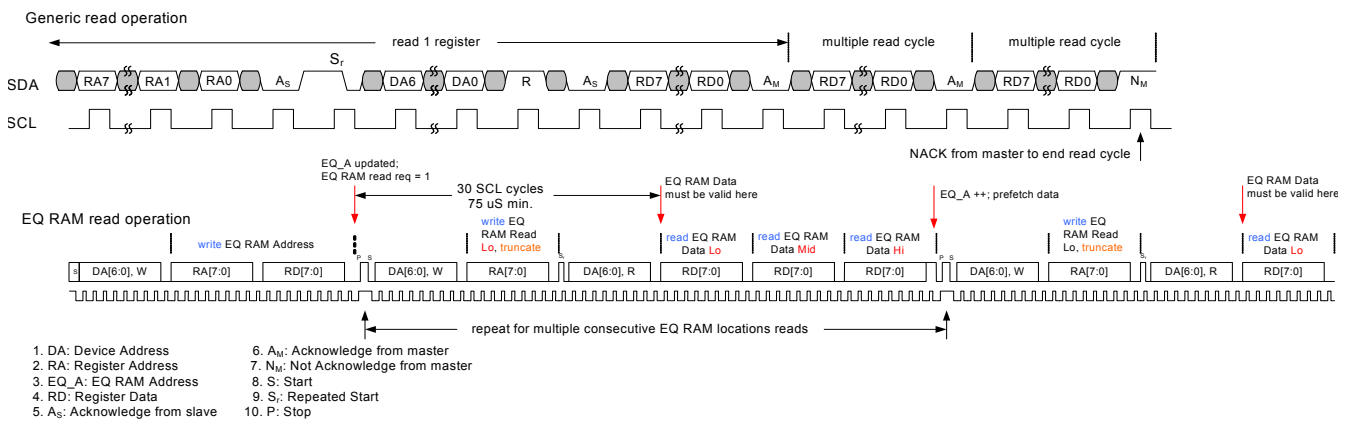 Generic read operation
read 1 register
multiple read cycle
multiple read cycle
Sr
SDA
RA7 RA1 RA0 AS DA6 DA0 R AS RD7 RD0 AM RD7 RD0 AM RD7 RD0 NM
SCL
NACK from master to end read cycle
EQ_A updated;
EQ RAM read req = 1
30 SCL cycles
75 uS min.
EQ RAM Data
must be valid here
EQ_A ++; prefetch data
EQ RAM Data
must be valid here
EQ RAM read operation
write EQ RAM Address
write EQ
RAM Read
Lo, truncate
read EQ RAM
Data Lo
read EQ RAM
Data Mid
read EQ RAM
Data Hi
write EQ
RAM Read
Lo, truncate
read EQ RAM
Data Lo
P S Sr P S Sr
S DA[6:0], W RA[7:0] RD[7:0] DA[6:0], W RA[7:0] DA[6:0], R RD[7:0] RD[7:0] RD[7:0] DA[6:0], W RA[7:0] DA[6:0], R RD[7:0]
repeat for multiple consecutive EQ RAM locations reads
1. DA: Device Address
2. RA: Register Address
3. EQ_A: EQ RAM Address
4. RD: Register Data
5. AS: Acknowledge from slave
6. AM: Acknowledge from master
7. NM: Not Acknowledge from master
8. S: Start
9. Sr: Repeated Start
10. P: Stop